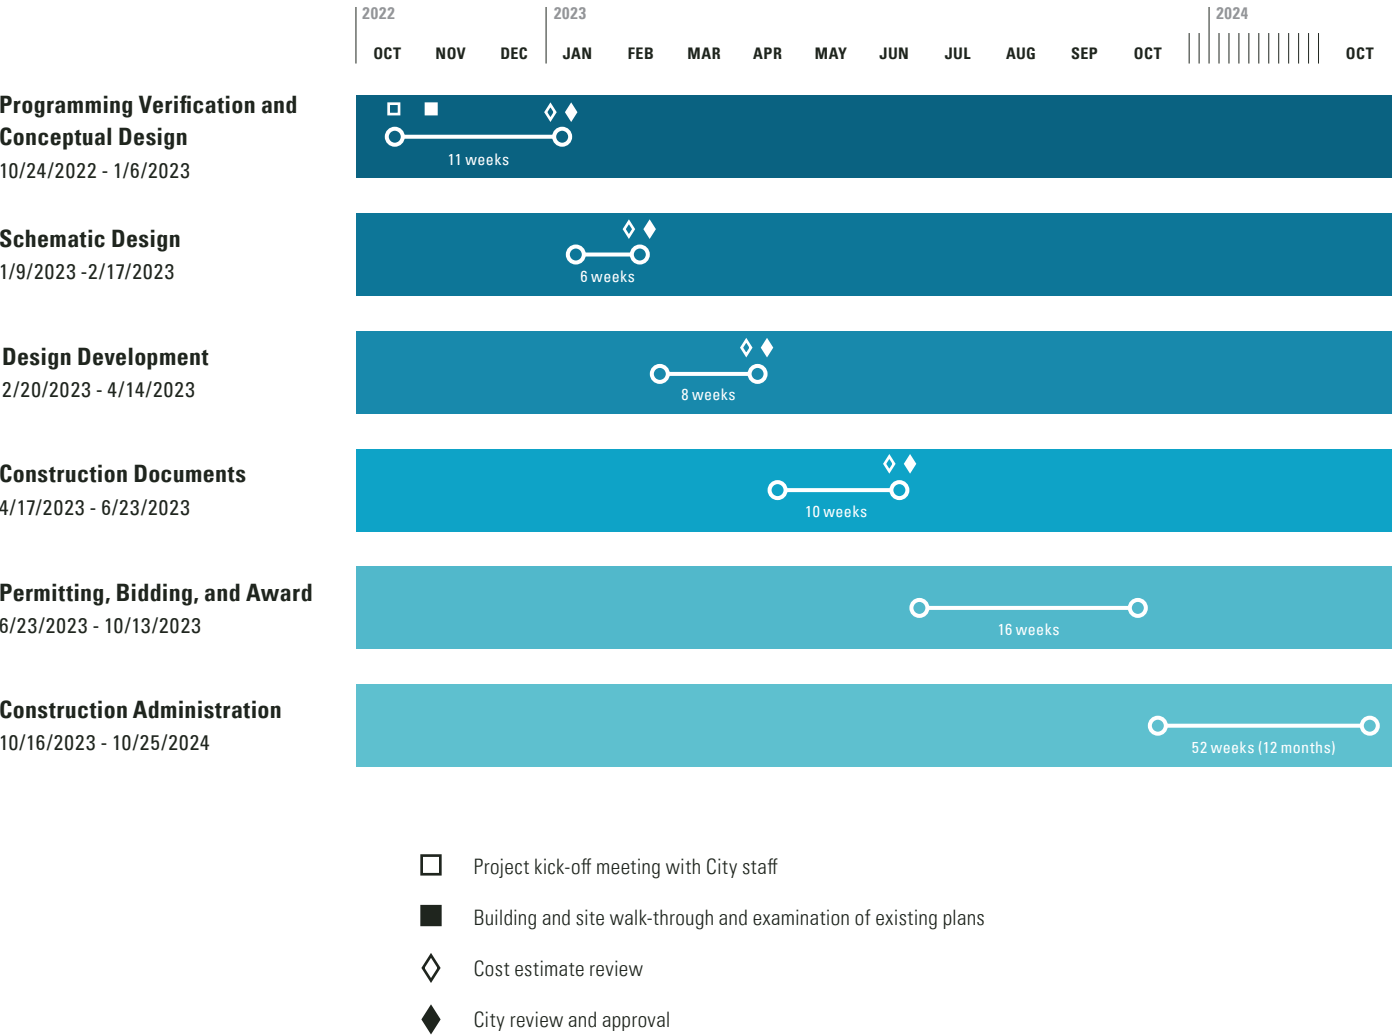 2022 2023 2024
OCT NOV DEC JAN FEB MAR APR MAY JUN JUL AUG SEP OCT OCT
Programming Verification and
Conceptual Design
10/24/2022 - 1/6/2023
11 weeks
Schematic Design
1/9/2023 -2/17/2023
6 weeks
Design Development
2/20/2023 - 4/14/2023
8 weeks
Construction Documents
4/17/2023 - 6/23/2023
10 weeks
Permitting, Bidding, and Award
6/23/2023 - 10/13/2023
16 weeks
Construction Administration
10/16/2023 - 10/25/2024
52 weeks (12 months)
Project kick-off meeting with City staff
Building and site walk-through and examination of existing plans
Cost estimate review
City review and approval